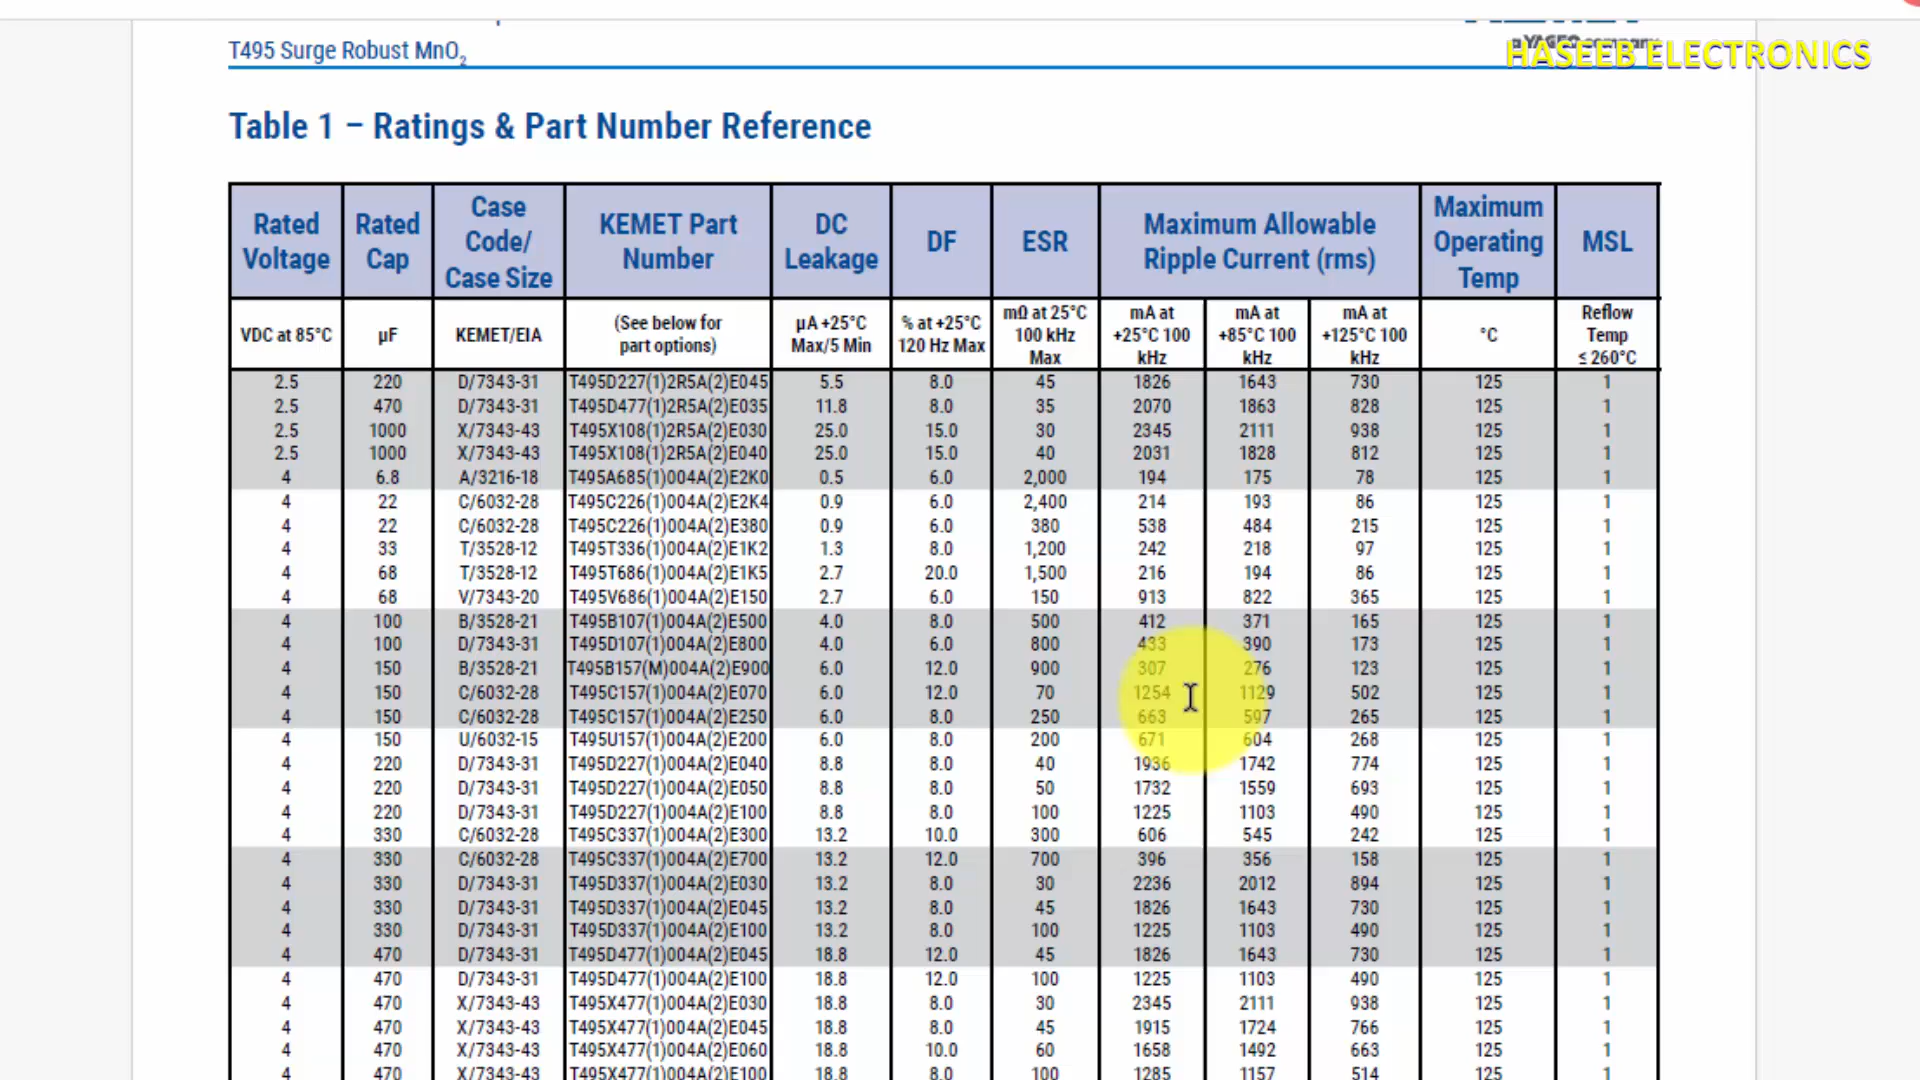 HASEEB ELECTRONICS
T495 Surge Robust MnO2
Table 1 – Ratings & Part Number Reference
Rated Voltage | Rated Cap | Case Code/ Case Size | KEMET Part Number | DC Leakage | DF | ESR | Maximum Allowable Ripple Current (rms) | Maximum Operating Temp | MSL
VDC at 85°C | µF | KEMET/EIA | (See below for part options) | µA +25°C Max/5 Min | % at +25°C 120 Hz Max | mΩ at 25°C 100 kHz Max | mA at +25°C 100 kHz | mA at +85°C 100 kHz | mA at +125°C 100 kHz | °C | Reflow Temp ≤ 260°C
2.5 | 220 | D/7343-31 | T495D227(1)2R5A(2)E045 | 5.5 | 8.0 | 45 | 1826 | 1643 | 730 | 125 | 1
2.5 | 470 | D/7343-31 | T495D477(1)2R5A(2)E035 | 11.8 | 8.0 | 35 | 2070 | 1863 | 828 | 125 | 1
2.5 | 1000 | X/7343-43 | T495X108(1)2R5A(2)E030 | 25.0 | 15.0 | 30 | 2345 | 2111 | 938 | 125 | 1
2.5 | 1000 | X/7343-43 | T495X108(1)2R5A(2)E040 | 25.0 | 15.0 | 40 | 2031 | 1828 | 812 | 125 | 1
4 | 6.8 | A/3216-18 | T495A685(1)004A(2)E2K0 | 0.5 | 6.0 | 2,000 | 194 | 175 | 78 | 125 | 1
4 | 22 | C/6032-28 | T495C226(1)004A(2)E2K4 | 0.9 | 6.0 | 2,400 | 214 | 193 | 86 | 125 | 1
4 | 22 | C/6032-28 | T495C226(1)004A(2)E380 | 0.9 | 6.0 | 380 | 538 | 484 | 215 | 125 | 1
4 | 33 | T/3528-12 | T495T336(1)004A(2)E1K2 | 1.3 | 8.0 | 1,200 | 242 | 218 | 97 | 125 | 1
4 | 68 | T/3528-12 | T495T686(1)004A(2)E1K5 | 2.7 | 20.0 | 1,500 | 216 | 194 | 86 | 125 | 1
4 | 68 | V/7343-20 | T495V686(1)004A(2)E150 | 2.7 | 6.0 | 150 | 913 | 822 | 365 | 125 | 1
4 | 100 | B/3528-21 | T495B107(1)004A(2)E500 | 4.0 | 8.0 | 500 | 412 | 371 | 165 | 125 | 1
4 | 100 | D/7343-31 | T495D107(1)004A(2)E800 | 4.0 | 6.0 | 800 | 433 | 390 | 173 | 125 | 1
4 | 150 | B/3528-21 | T495B157(M)004A(2)E900 | 6.0 | 12.0 | 900 | 307 | 276 | 123 | 125 | 1
4 | 150 | C/6032-28 | T495C157(1)004A(2)E070 | 6.0 | 12.0 | 70 | 1254 | 1129 | 502 | 125 | 1
4 | 150 | C/6032-28 | T495C157(1)004A(2)E250 | 6.0 | 8.0 | 250 | 663 | 597 | 265 | 125 | 1
4 | 150 | U/6032-15 | T495U157(1)004A(2)E200 | 6.0 | 8.0 | 200 | 671 | 604 | 268 | 125 | 1
4 | 220 | D/7343-31 | T495D227(1)004A(2)E040 | 8.8 | 8.0 | 40 | 1936 | 1742 | 774 | 125 | 1
4 | 220 | D/7343-31 | T495D227(1)004A(2)E050 | 8.8 | 8.0 | 50 | 1732 | 1559 | 693 | 125 | 1
4 | 220 | D/7343-31 | T495D227(1)004A(2)E100 | 8.8 | 8.0 | 100 | 1225 | 1103 | 490 | 125 | 1
4 | 330 | C/6032-28 | T495C337(1)004A(2)E300 | 13.2 | 10.0 | 300 | 606 | 545 | 242 | 125 | 1
4 | 330 | C/6032-28 | T495C337(1)004A(2)E700 | 13.2 | 12.0 | 700 | 396 | 356 | 158 | 125 | 1
4 | 330 | D/7343-31 | T495D337(1)004A(2)E030 | 13.2 | 8.0 | 30 | 2236 | 2012 | 894 | 125 | 1
4 | 330 | D/7343-31 | T495D337(1)004A(2)E045 | 13.2 | 8.0 | 45 | 1826 | 1643 | 730 | 125 | 1
4 | 330 | D/7343-31 | T495D337(1)004A(2)E100 | 13.2 | 8.0 | 100 | 1225 | 1103 | 490 | 125 | 1
4 | 470 | D/7343-31 | T495D477(1)004A(2)E045 | 18.8 | 12.0 | 45 | 1826 | 1643 | 730 | 125 | 1
4 | 470 | D/7343-31 | T495D477(1)004A(2)E100 | 18.8 | 12.0 | 100 | 1225 | 1103 | 490 | 125 | 1
4 | 470 | X/7343-43 | T495X477(1)004A(2)E030 | 18.8 | 8.0 | 30 | 2345 | 2111 | 938 | 125 | 1
4 | 470 | X/7343-43 | T495X477(1)004A(2)E045 | 18.8 | 8.0 | 45 | 1915 | 1724 | 766 | 125 | 1
4 | 470 | X/7343-43 | T495X477(1)004A(2)E060 | 18.8 | 10.0 | 60 | 1658 | 1492 | 663 | 125 | 1
4 | 470 | X/7343-43 | T495X477(1)004A(2)E100 | 18.8 | 8.0 | 100 | 1285 | 1157 | 514 | 125 | 1